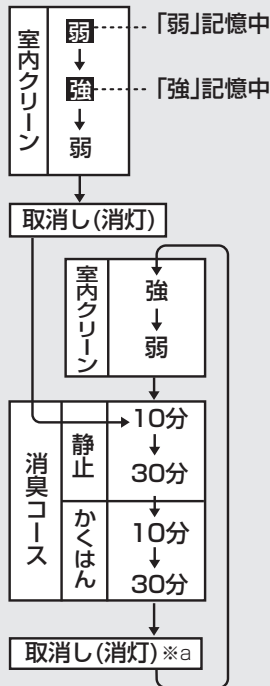 室内クリーン
弱 「弱」記憶中
強 「強」記憶中
弱
取消し(消灯)
室内クリーン
強
弱
消臭コース
静止
10分
30分
かくはん
10分
30分
取消し(消灯)※a